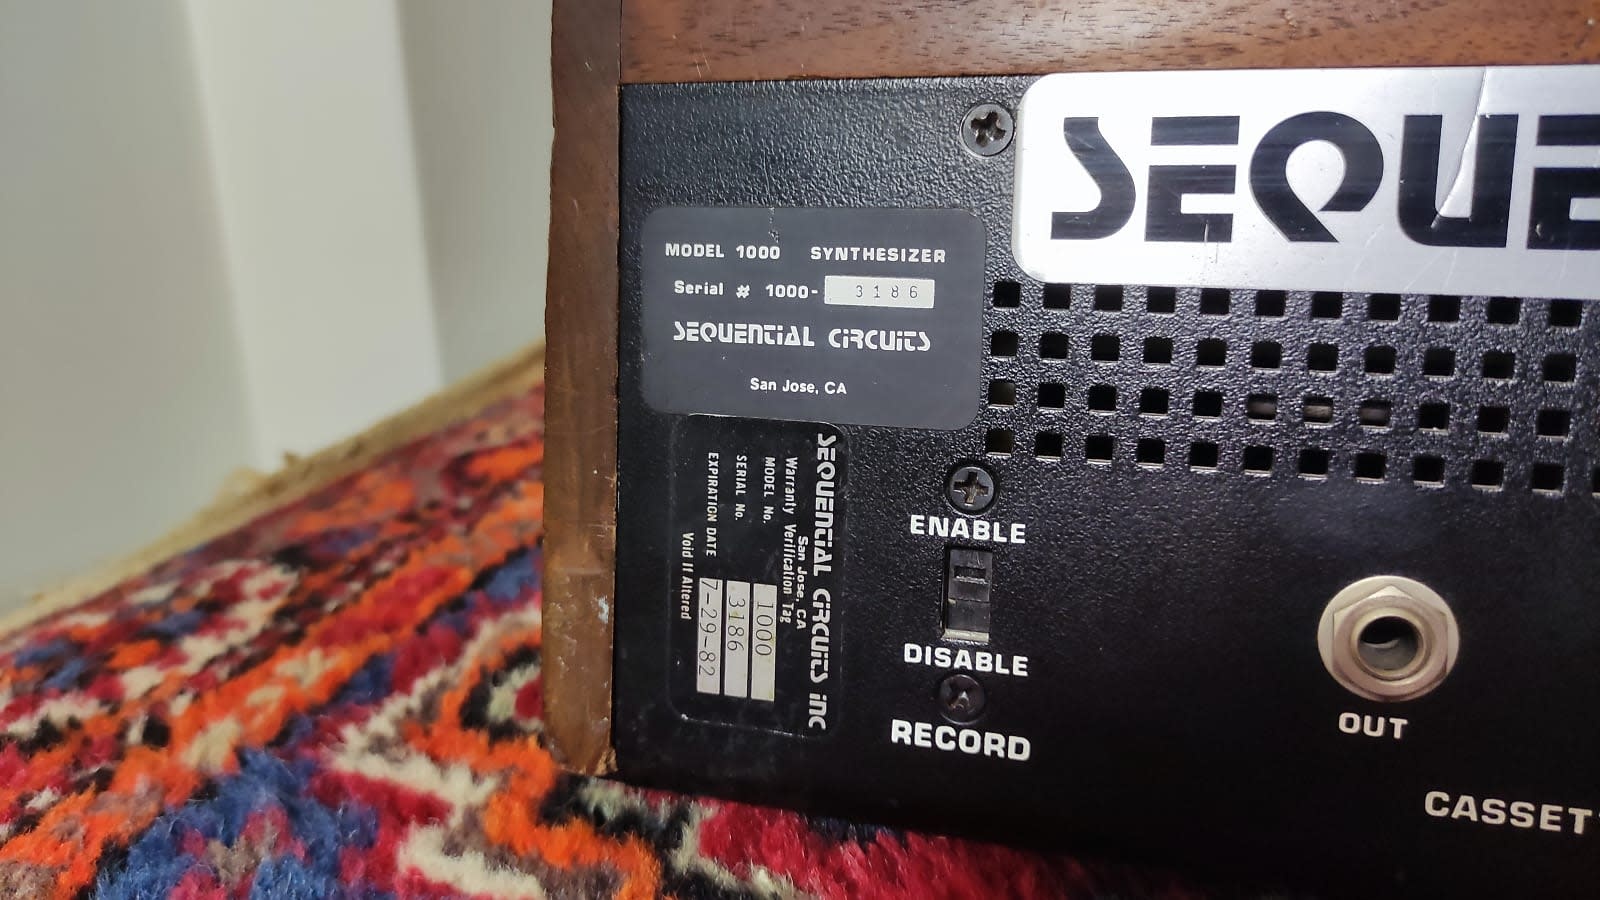 SEQUE
MODEL 1000 SYNTHESIZER
Serial # 1000- 3186
SEQUENTIAL CIRCUITS
San Jose, CA
SEQUENTIAL CIRCUITS INC
San Jose, CA
Warranty Verification Tag
MODEL No. 1000
SERIAL No. 3186
EXPIRATION DATE 7-29-82
Void If Altered
ENABLE
DISABLE
RECORD
OUT
CASSET